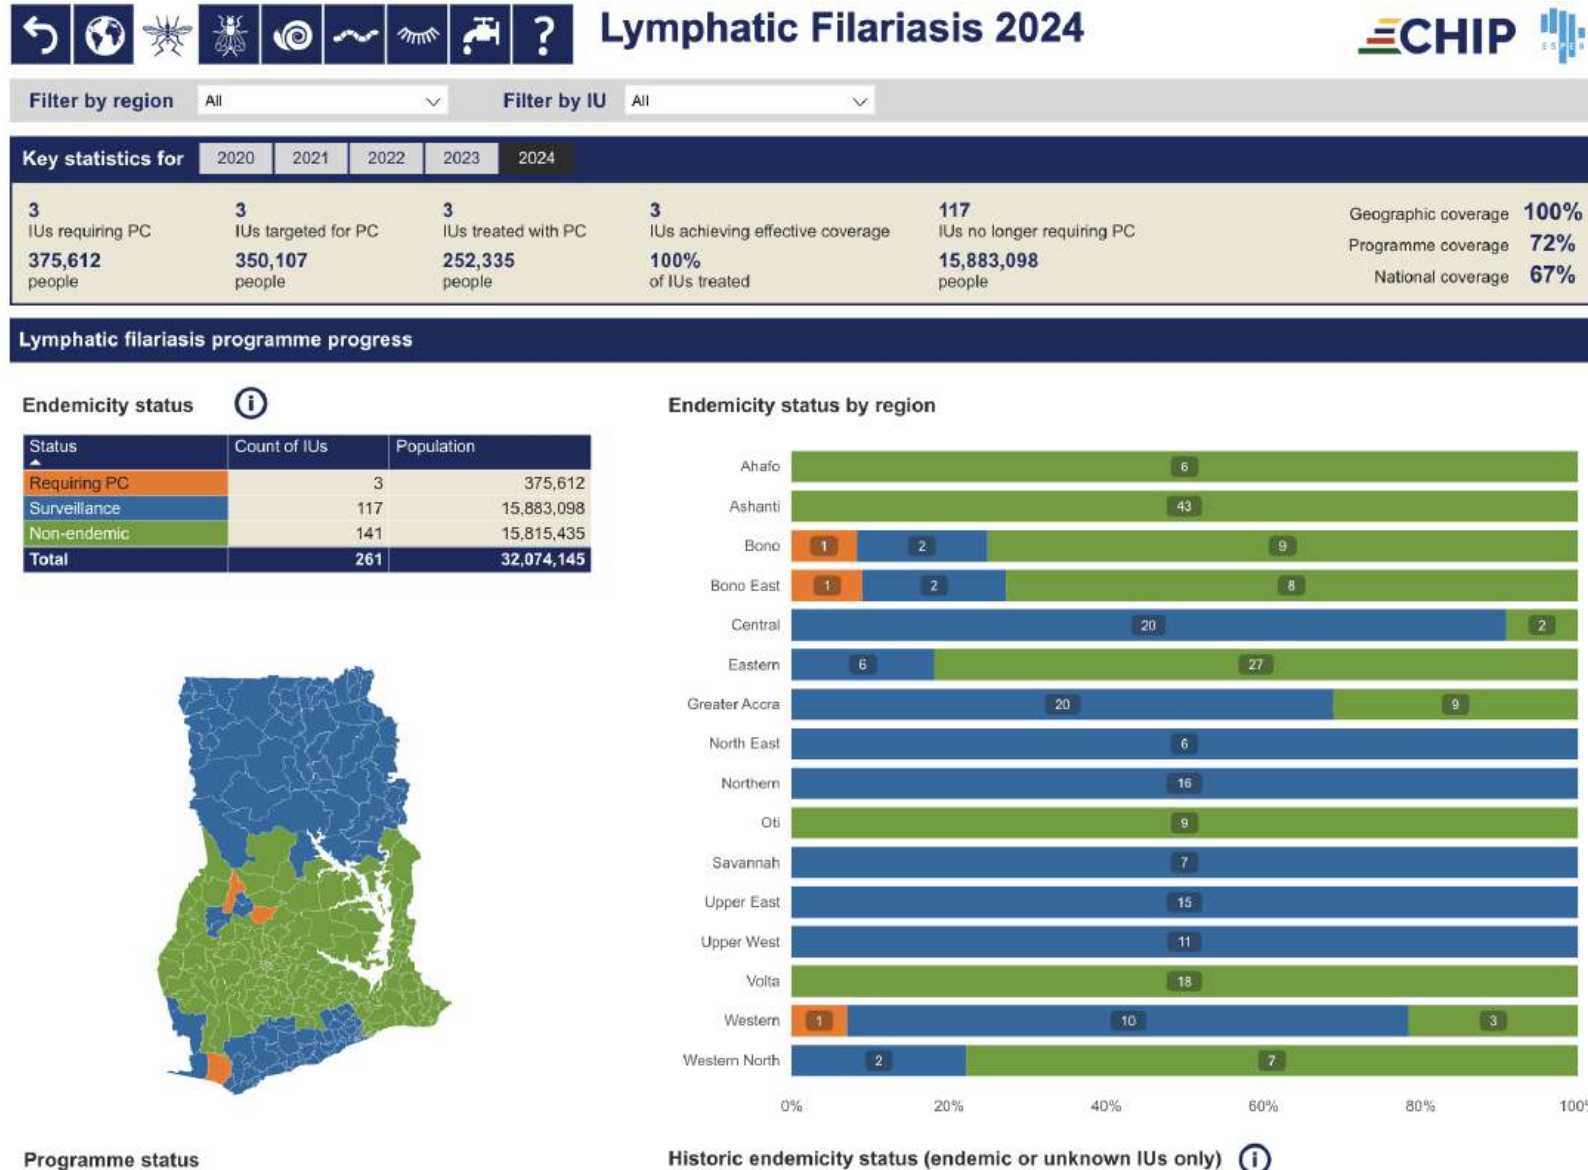 Lymphatic Filariasis 2024
ECHIP
ESPEN
Filter by region All
Filter by IU All
Key statistics for 2020 2021 2022 2023 2024
3
IUs requiring PC
375,612
people
3
IUs targeted for PC
350,107
people
3
IUs treated with PC
252,335
people
3
IUs achieving effective coverage
100%
of IUs treated
117
IUs no longer requiring PC
15,883,098
people
Geographic coverage 100%
Programme coverage 72%
National coverage 67%
Lymphatic filariasis programme progress
Endemicity status i
Status Count of IUs Population
Requiring PC 3 375,612
Surveillance 117 15,883,098
Non-endemic 141 15,815,435
Total 261 32,074,145
Endemicity status by region
Ahafo 6
Ashanti 43
Bono 1 2 9
Bono East 1 2 8
Central 20 2
Eastern 6 27
Greater Accra 20 9
North East 6
Northern 16
Oti 9
Savannah 7
Upper East 15
Upper West 11
Volta 18
Western 1 10 3
Western North 2 7
0% 20% 40% 60% 80% 100%
Programme status
Historic endemicity status (endemic or unknown IUs only) i